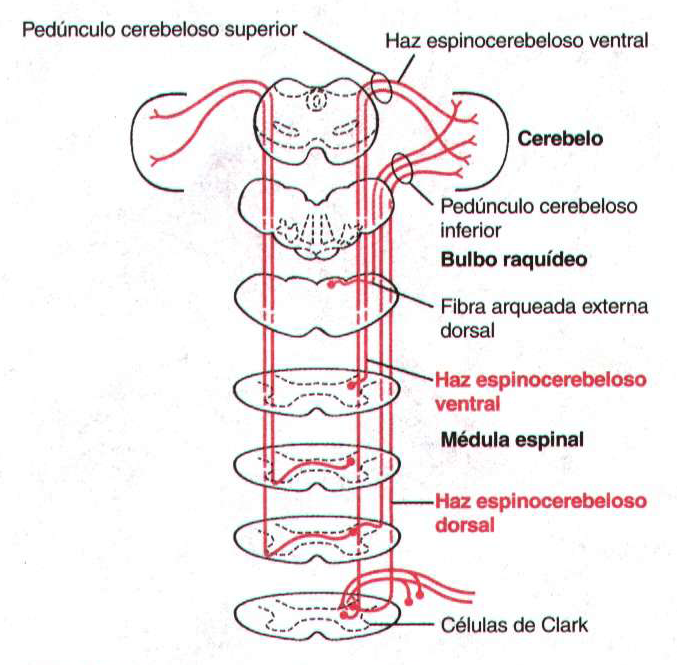 Pedúnculo cerebeloso superior
Haz espinocerebeloso ventral
Cerebelo
Pedúnculo cerebeloso
inferior
Bulbo raquídeo
Fibra arqueada externa
dorsal
Haz espinocerebeloso
ventral
Médula espinal
Haz espinocerebeloso
dorsal
Células de Clark